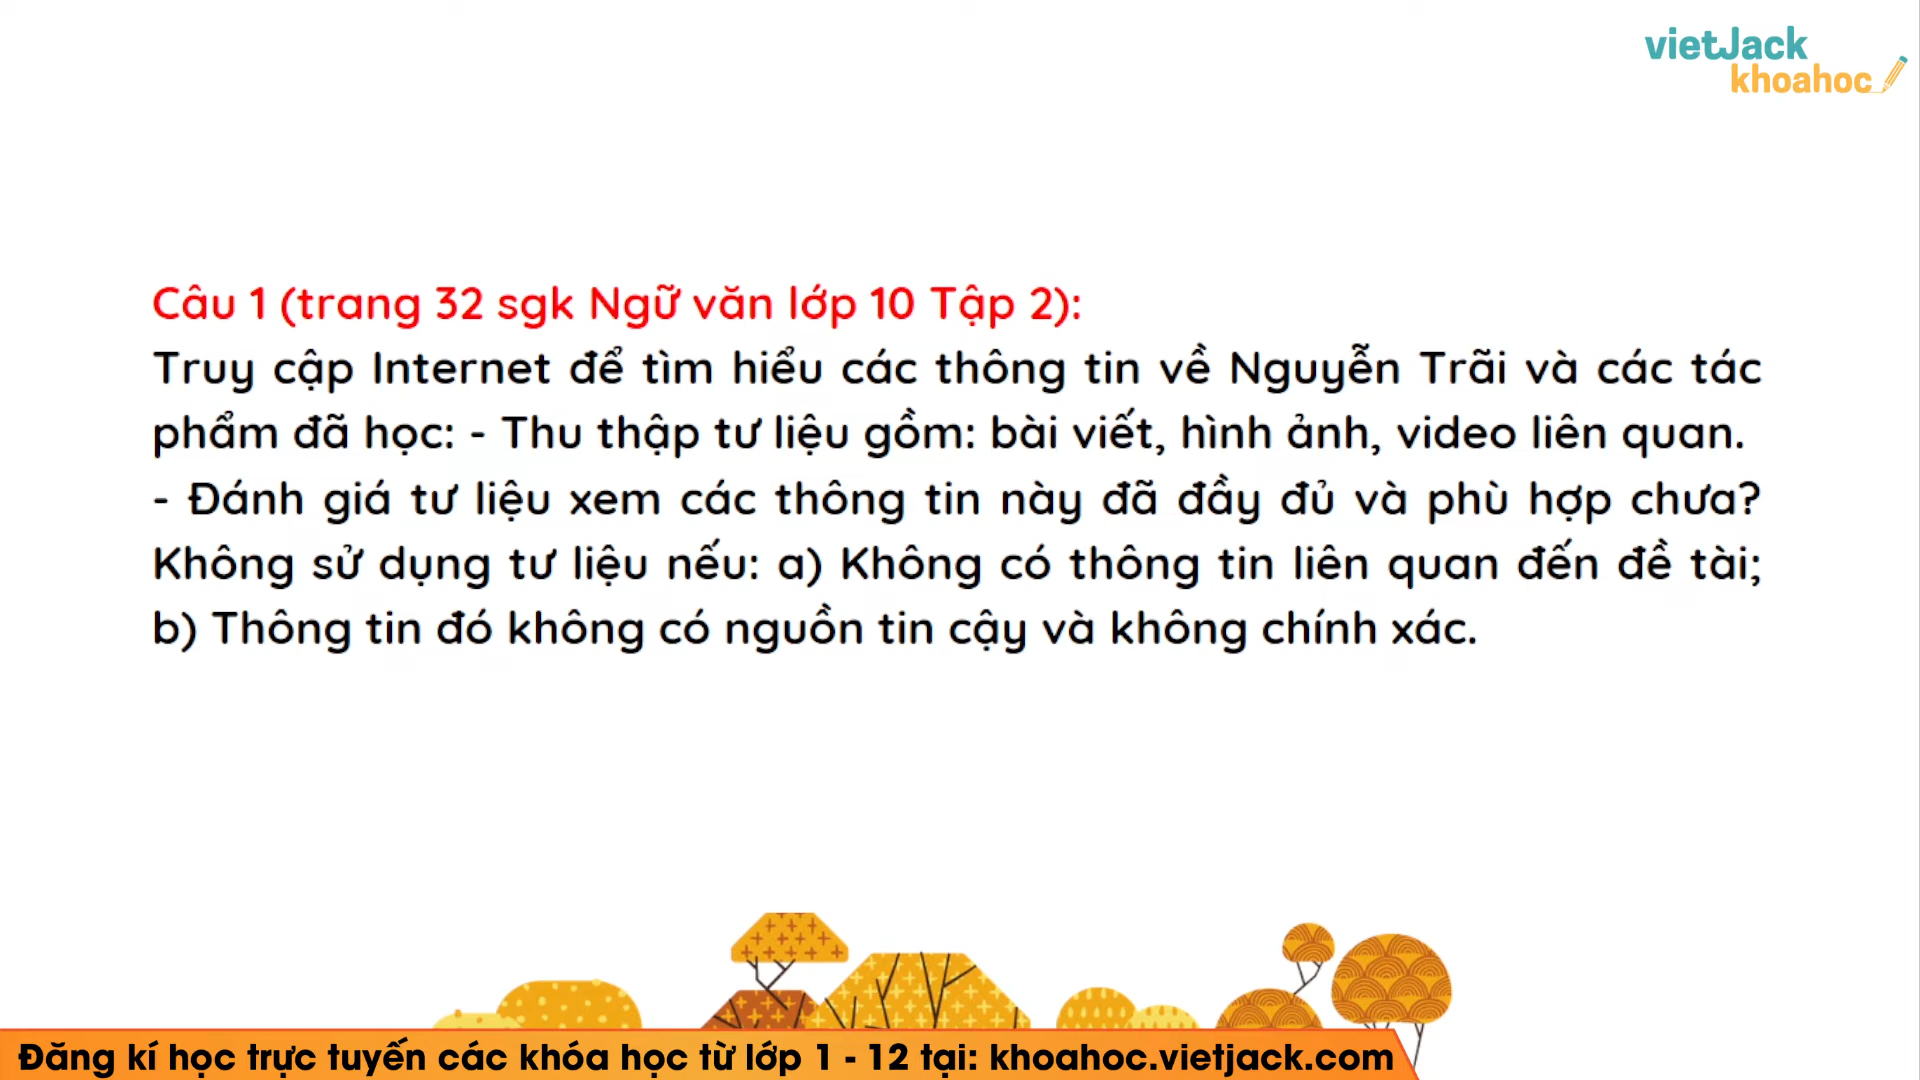 vietJack
khoahoc
Câu 1 (trang 32 sgk Ngữ văn lớp 10 Tập 2):
Truy cập Internet để tìm hiểu các thông tin về Nguyễn Trãi và các tác
phẩm đã học: - Thu thập tư liệu gồm: bài viết, hình ảnh, video liên quan.
- Đánh giá tư liệu xem các thông tin này đã đầy đủ và phù hợp chưa?
Không sử dụng tư liệu nếu: a) Không có thông tin liên quan đến đề tài;
b) Thông tin đó không có nguồn tin cậy và không chính xác.
Đăng kí học trực tuyến các khóa học từ lớp 1 - 12 tại: khoahoc.vietjack.com